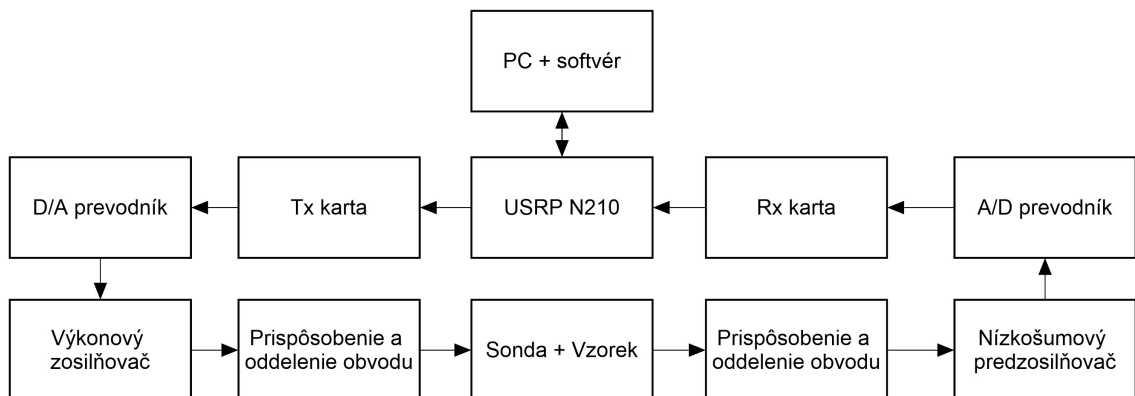 PC + softvér
D/A prevodník
Tx karta
USRP N210
Rx karta
A/D prevodník
Výkonový
zosilňovač
Prispôsobenie a
oddelenie obvodu
Sonda + Vzorek
Prispôsobenie a
oddelenie obvodu
Nízkošumový
predzosilňovač